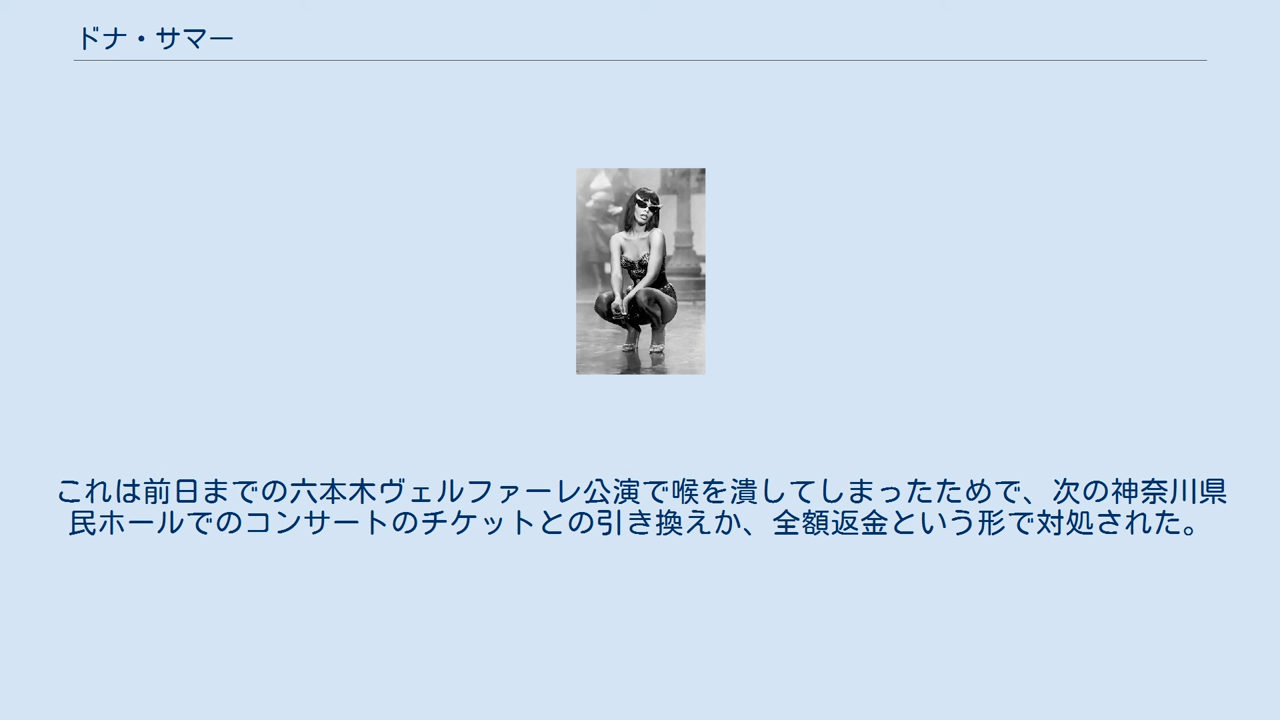 ドナ・サマー
これは前日までの六本木ヴェルファーレ公演で喉を潰してしまったためで、次の神奈川県
民ホールでのコンサートのチケットとの引き換えか、全額返金という形で対処された。